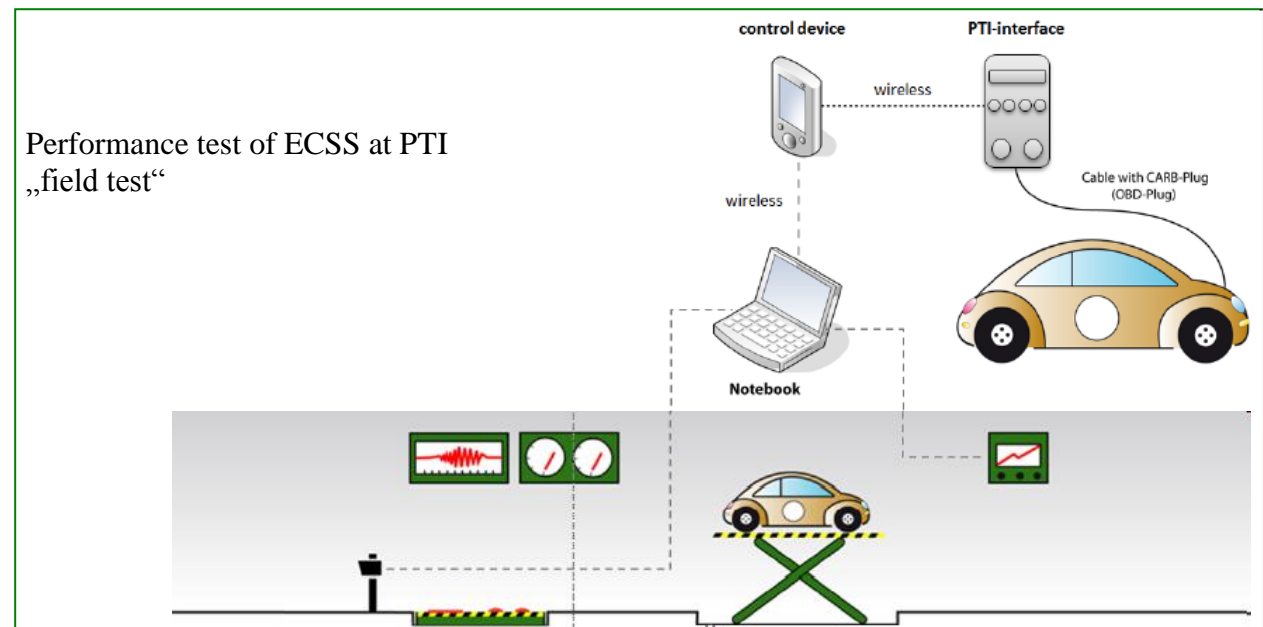 control device
PTI-interface
wireless
Performance test of ECSS at PTI
„field test“
Cable with CARB-Plug
(OBD-Plug)
wireless
Notebook